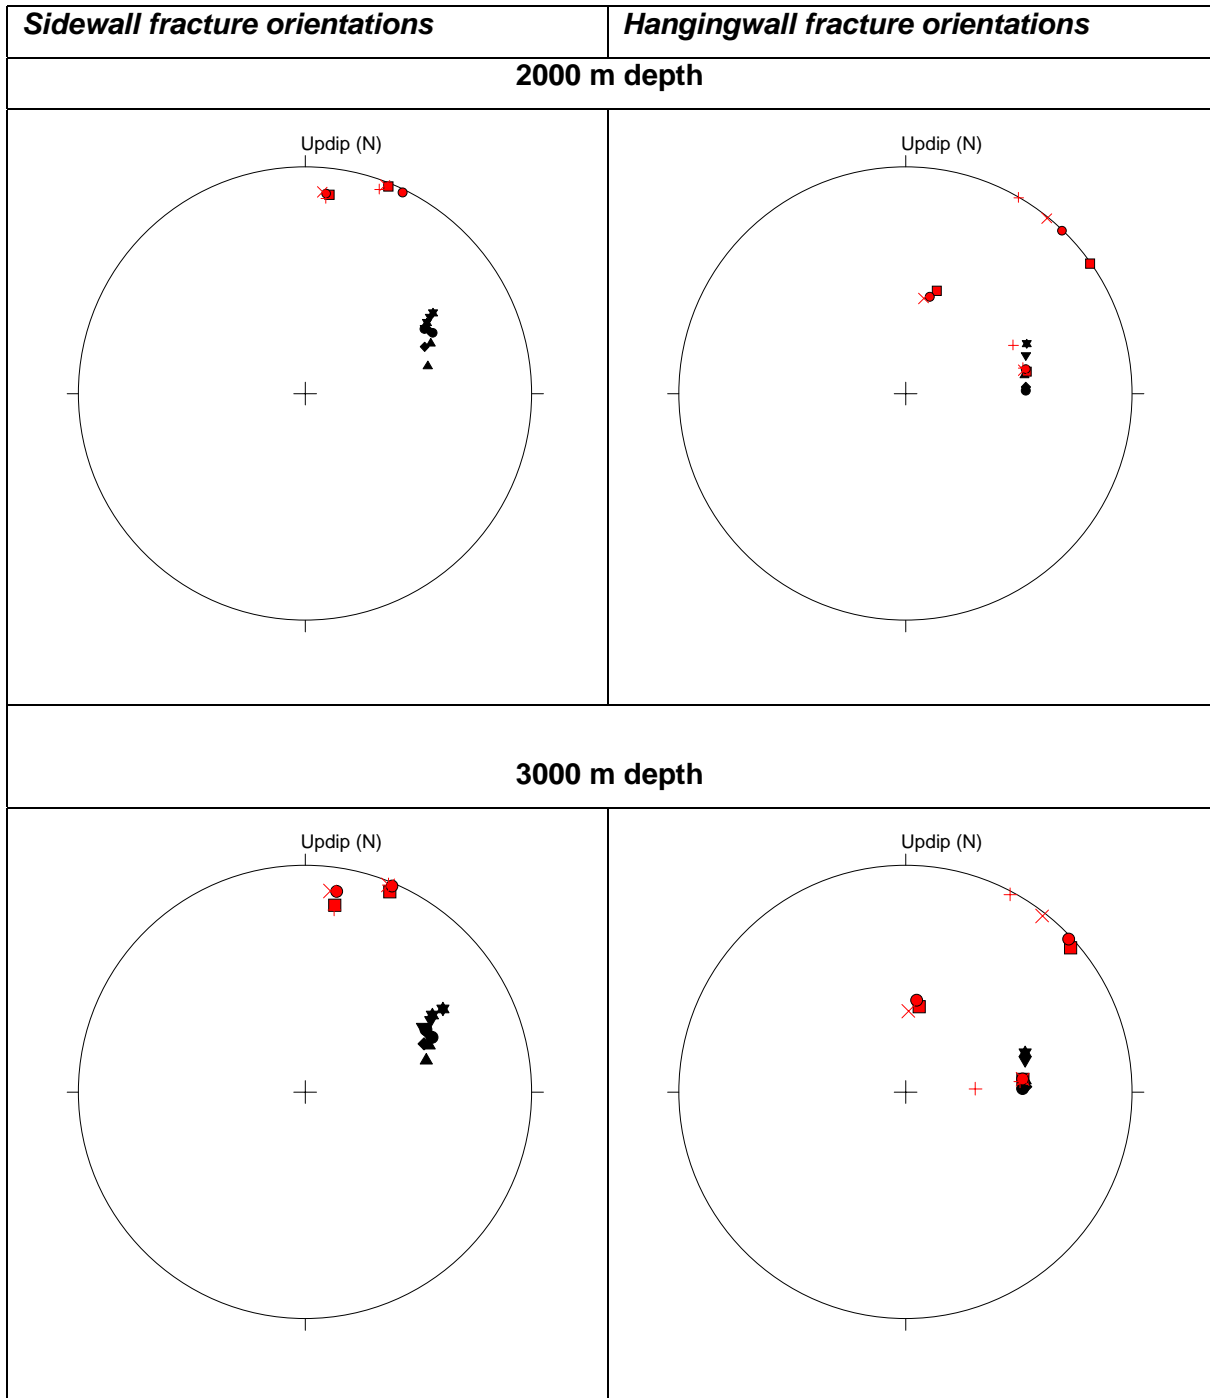 Sidewall fracture orientations
Hangingwall fracture orientations
2000 m depth
Updip (N)
Updip (N)
3000 m depth
Updip (N)
Updip (N)